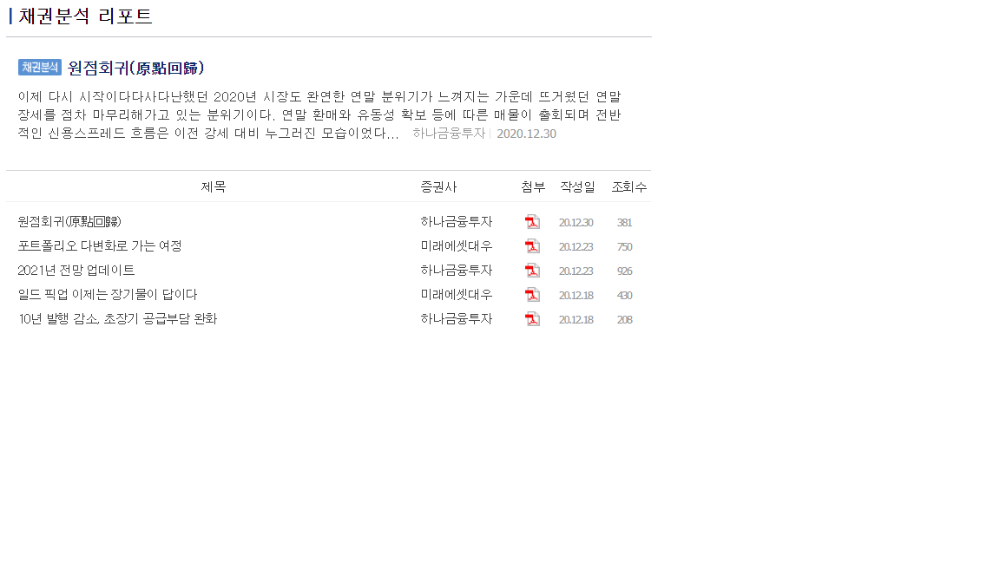 채권분석 리포트
채권분석 원점회귀(原點回歸)
이제 다시 시작이다다사다난했던 2020년 시장도 완연한 연말 분위기가 느껴지는 가운데 뜨거웠던 연말
장세를 점차 마무리해가고 있는 분위기이다. 연말 환매와 유동성 확보 등에 따른 매물이 출회되며 전반
적인 신용스프레드 흐름은 이전 강세 대비 누그러진 모습이었다... 하나금융투자 | 2020.12.30
제목 증권사 첨부 작성일 조회수
원점회귀(原點回歸) 하나금융투자 20.12.30 381
포트폴리오 다변화로 가는 여정 미래에셋대우 20.12.23 750
2021년 전망 업데이트 하나금융투자 20.12.23 926
일드 픽업 이제는 장기물이 답이다 미래에셋대우 20.12.18 430
10년 발행 감소, 초장기 공급부담 완화 하나금융투자 20.12.18 208